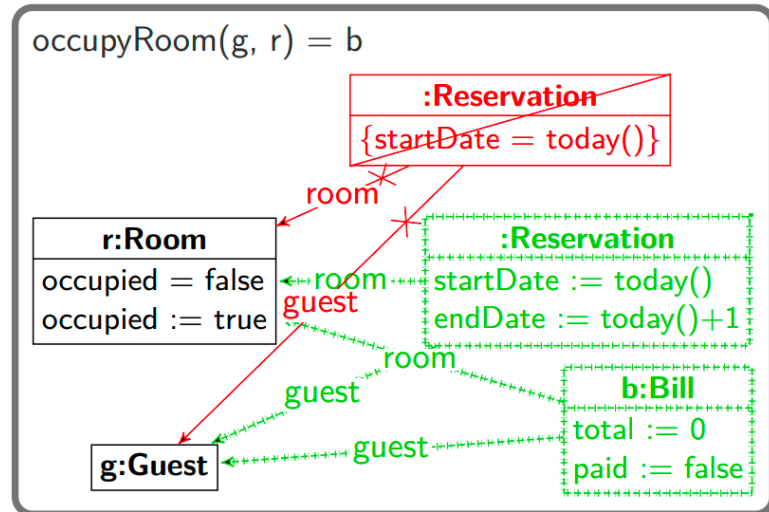 occupyRoom(g, r) = b
:Reservation
{startDate = today()}
room
r:Room
occupied = false
occupied := true
:Reservation
startDate := today()
endDate := today()+1
room
guest
room
guest
guest
b:Bill
total := 0
paid := false
g:Guest